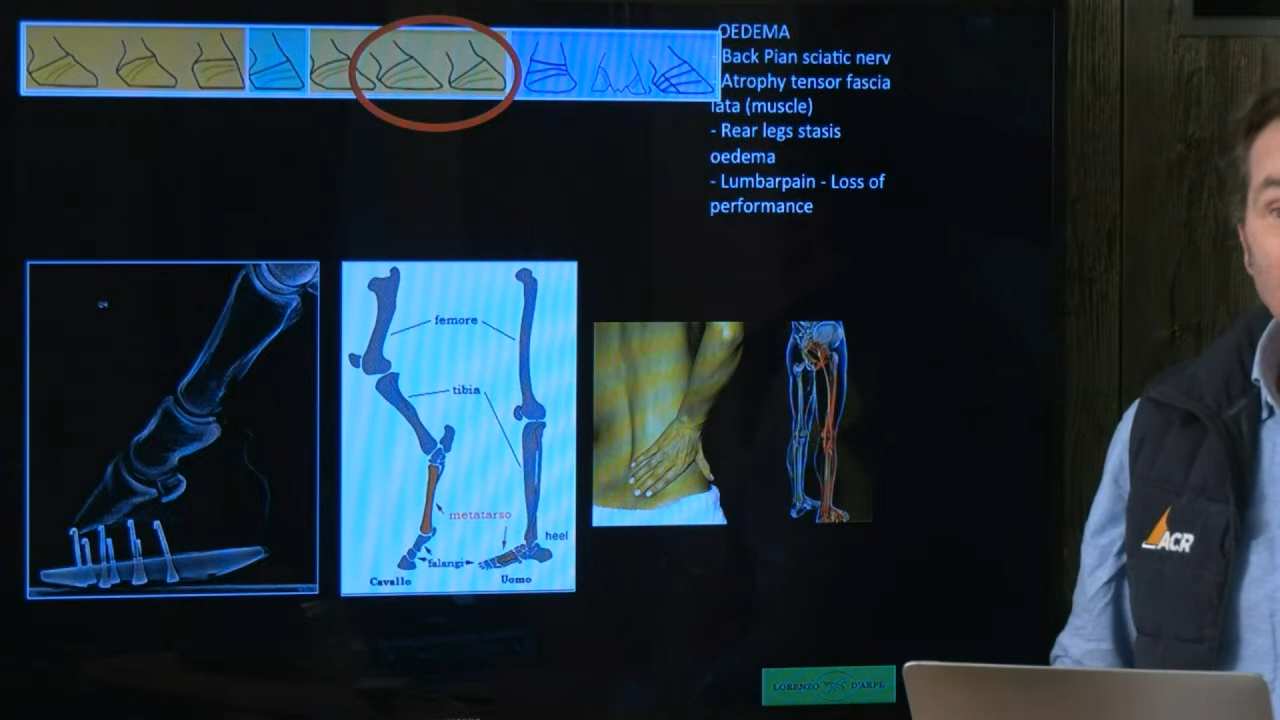 OEDEMA
Back Pian sciatic nerv
Atrophy tensor fascia
lata (muscle)
- Rear legs stasis
oedema
- Lumbarpain - Loss of
performance
femore
tibia
metatarso
heel
falangi
Cavallo
Uomo
ACR
LORENZO D'ARPE